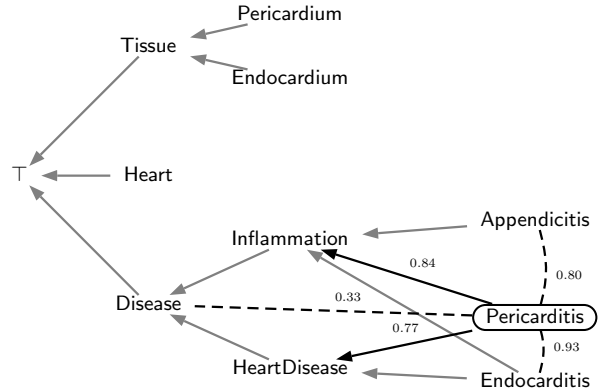 Pericardium
Tissue
Endocardium
⊤
Heart
Appendicitis
Inflammation
0.84
0.80
Disease
0.33
Pericarditis
0.77
0.93
HeartDisease
Endocarditis